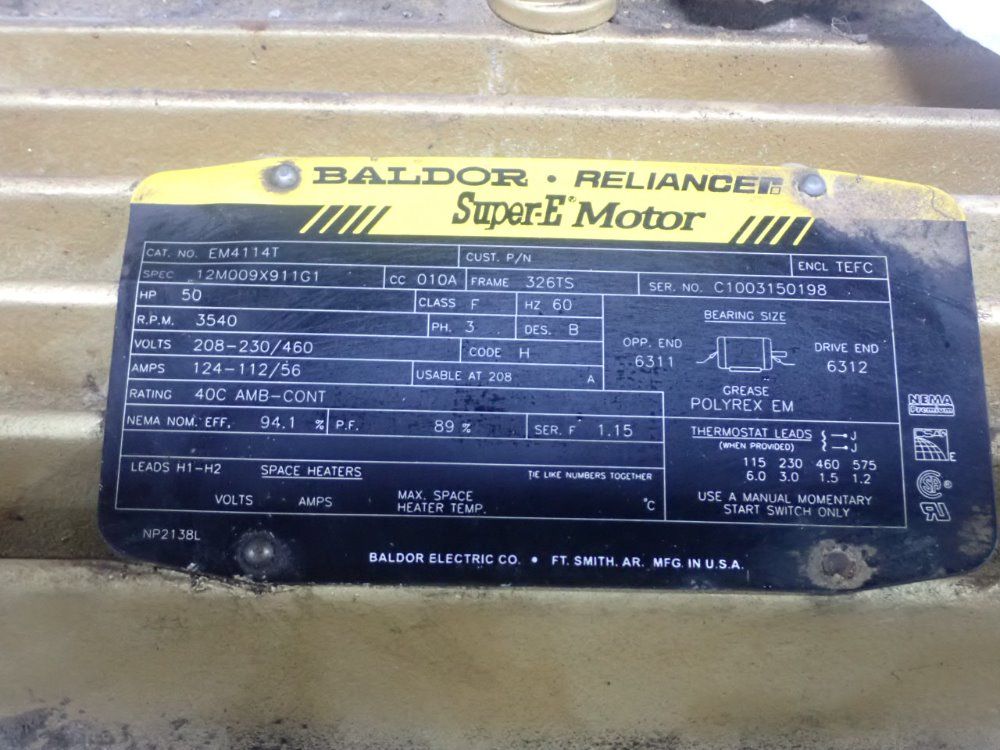 BALDOR · RELIANCER
Super-E® Motor
CAT. NO. EM4114T CUST. P/N ENCL TEFC
SPEC 12M009X911G1 CC 010A FRAME 326TS SER. NO. C1003150198
HP 50 CLASS F HZ 60
R.P.M. 3540 PH. 3 DES. B
VOLTS 208-230/460 CODE H
AMPS 124-112/56 USABLE AT 208 A
RATING 40C AMB-CONT
NEMA NOM. EFF. 94.1 % P.F. 89 % SER. F 1.15
LEADS H1-H2 SPACE HEATERS TIE LIKE NUMBERS TOGETHER
VOLTS AMPS MAX. SPACE HEATER TEMP. °C
BEARING SIZE
OPP. END 6311 DRIVE END 6312
GREASE
POLYREX EM
THERMOSTAT LEADS J
(WHEN PROVIDED) J
115 230 460 575
6.0 3.0 1.5 1.2
USE A MANUAL MOMENTARY
START SWITCH ONLY
NEMA
Premium
E
NP2138L
BALDOR ELECTRIC CO. • FT. SMITH. AR. MFG. IN U.S.A.